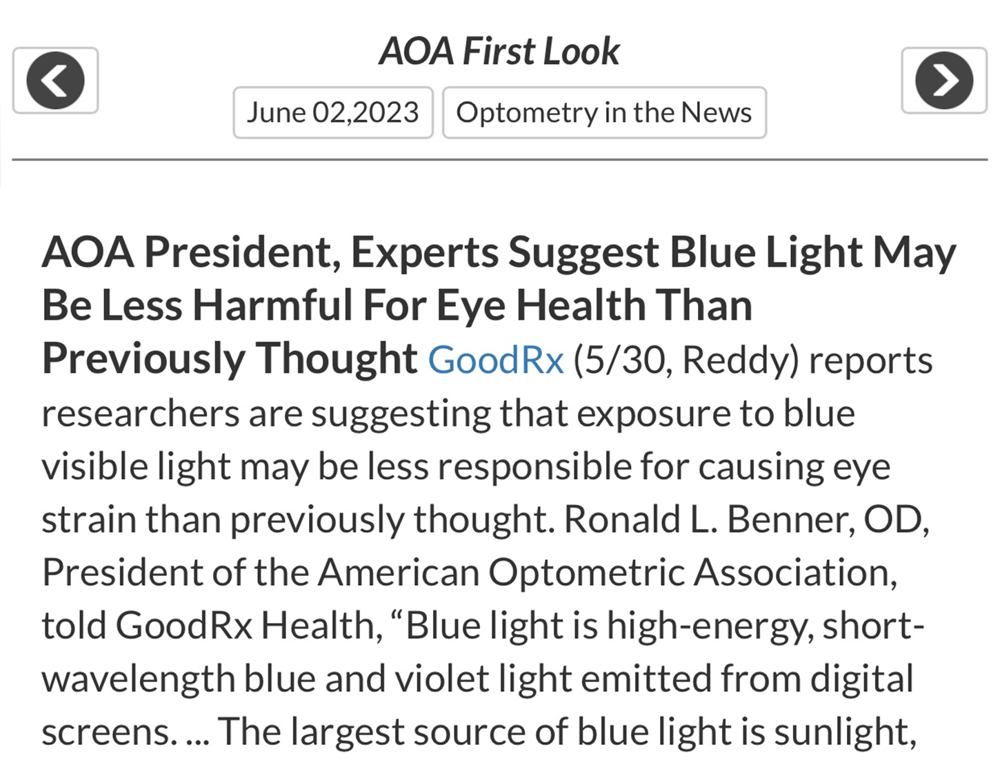 AOA First Look
June 02,2023
Optometry in the News
AOA President, Experts Suggest Blue Light May
Be Less Harmful For Eye Health Than
Previously Thought GoodRx (5/30, Reddy) reports
researchers are suggesting that exposure to blue
visible light may be less responsible for causing eye
strain than previously thought. Ronald L. Benner, OD,
President of the American Optometric Association,
told GoodRx Health, “Blue light is high-energy, short-
wavelength blue and violet light emitted from digital
screens. ... The largest source of blue light is sunlight,